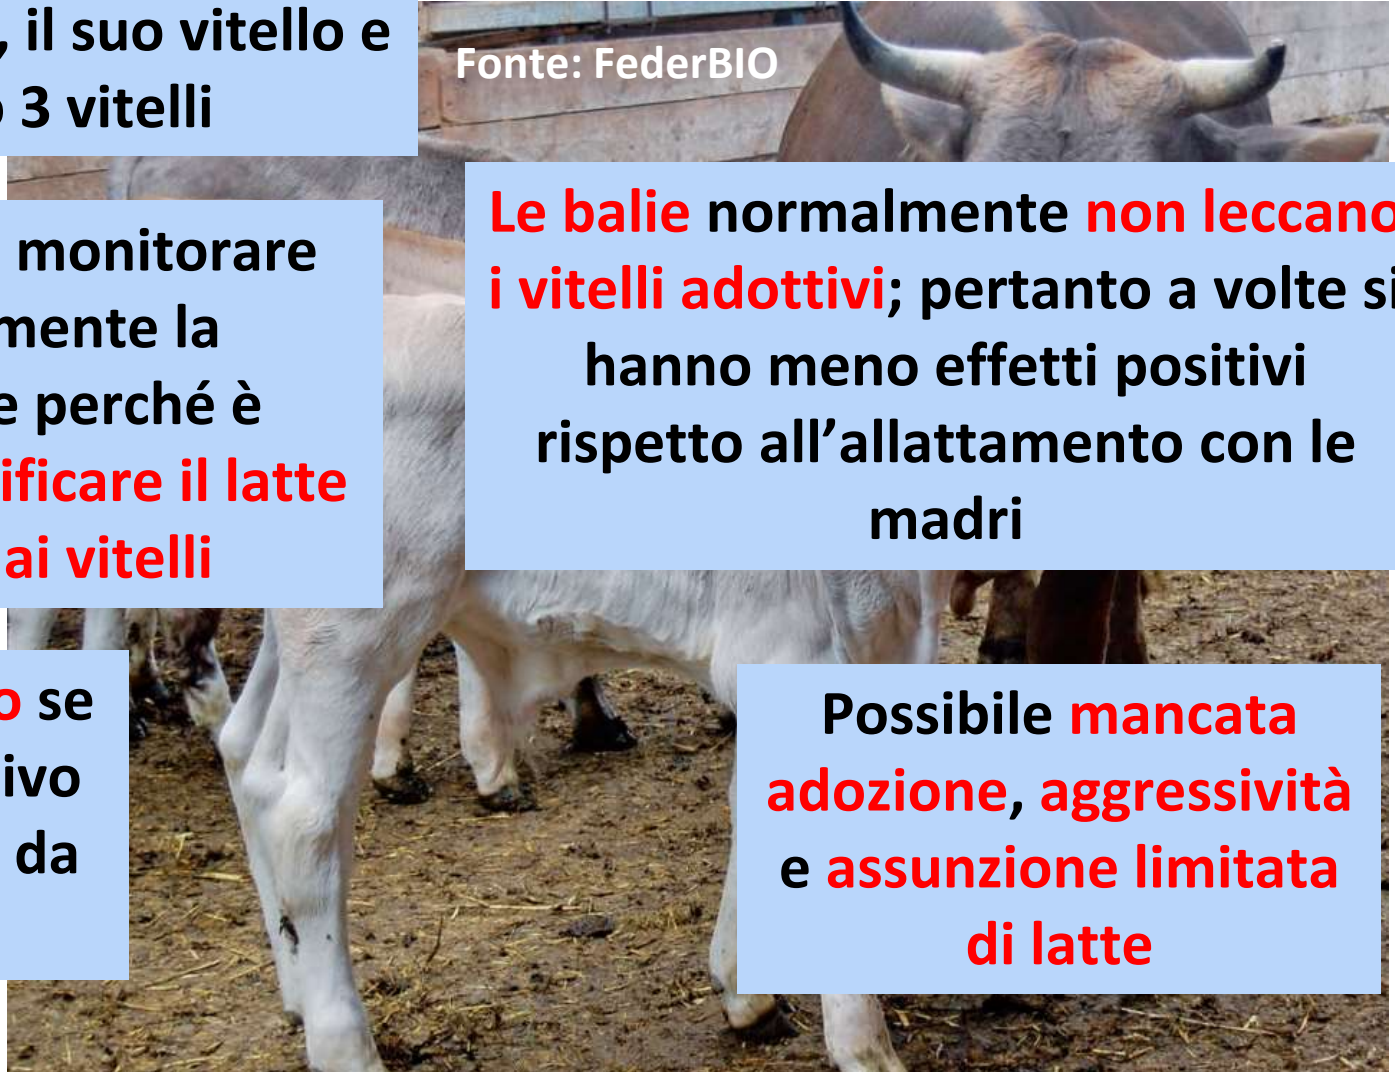 , il suo vitello e
3 vitelli
Fonte: FederBIO
monitorare
mente la
e perché è
ificare il latte
ai vitelli
Le balie normalmente non leccano
i vitelli adottivi; pertanto a volte si
hanno meno effetti positivi
rispetto all’allattamento con le
madri
o se
ivo
da
Possibile mancata
adozione, aggressività
e assunzione limitata
di latte